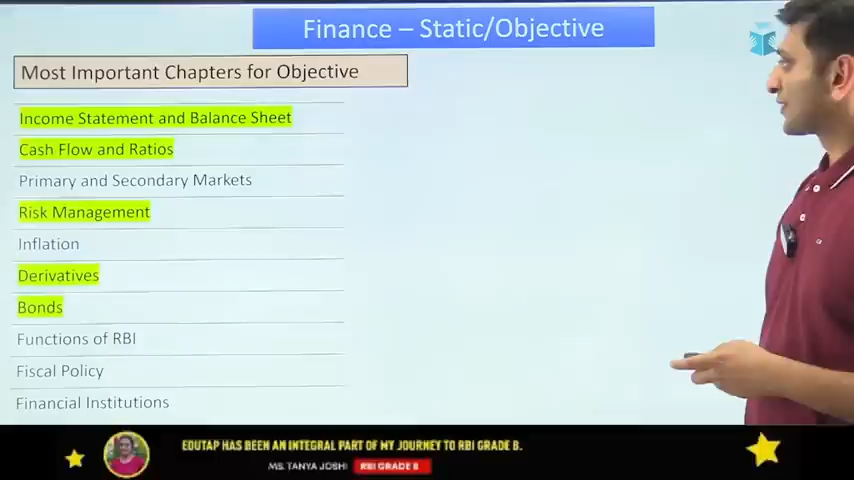 Finance – Static/Objective
Most Important Chapters for Objective
Income Statement and Balance Sheet
Cash Flow and Ratios
Primary and Secondary Markets
Risk Management
Inflation
Derivatives
Bonds
Functions of RBI
Fiscal Policy
Financial Institutions
EDUTAP HAS BEEN AN INTEGRAL PART OF MY JOURNEY TO RBI GRADE B.
MS. TANYA JOSHI RBI GRADE B